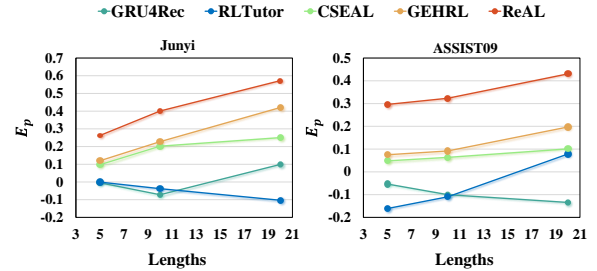 GRU4Rec RLTutor CSEAL GEHRL ReAL
Junyi
0.7
0.6
0.5
0.4
0.3
0.2
0.1
0
-0.1
-0.2
E_p
3 5 7 9 11 13 15 17 19 21
Lengths
ASSIST09
0.5
0.4
0.3
0.2
0.1
0
-0.1
-0.2
E_p
3 5 7 9 11 13 15 17 19 21
Lengths